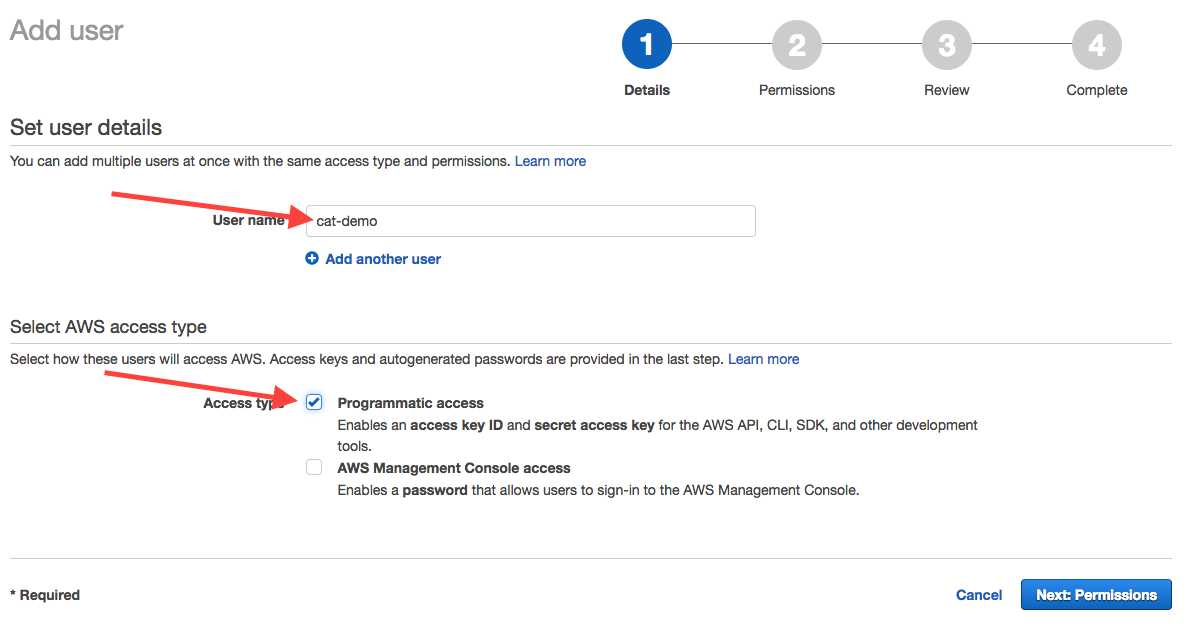 Add user
1
2
3
4
Details
Permissions
Review
Complete
Set user details
You can add multiple users at once with the same access type and permissions. Learn more
User name
cat-demo
Add another user
Select AWS access type
Select how these users will access AWS. Access keys and autogenerated passwords are provided in the last step. Learn more
Access type
Programmatic access
Enables an access key ID and secret access key for the AWS API, CLI, SDK, and other development
tools.
AWS Management Console access
Enables a password that allows users to sign-in to the AWS Management Console.
* Required
Cancel
Next: Permissions